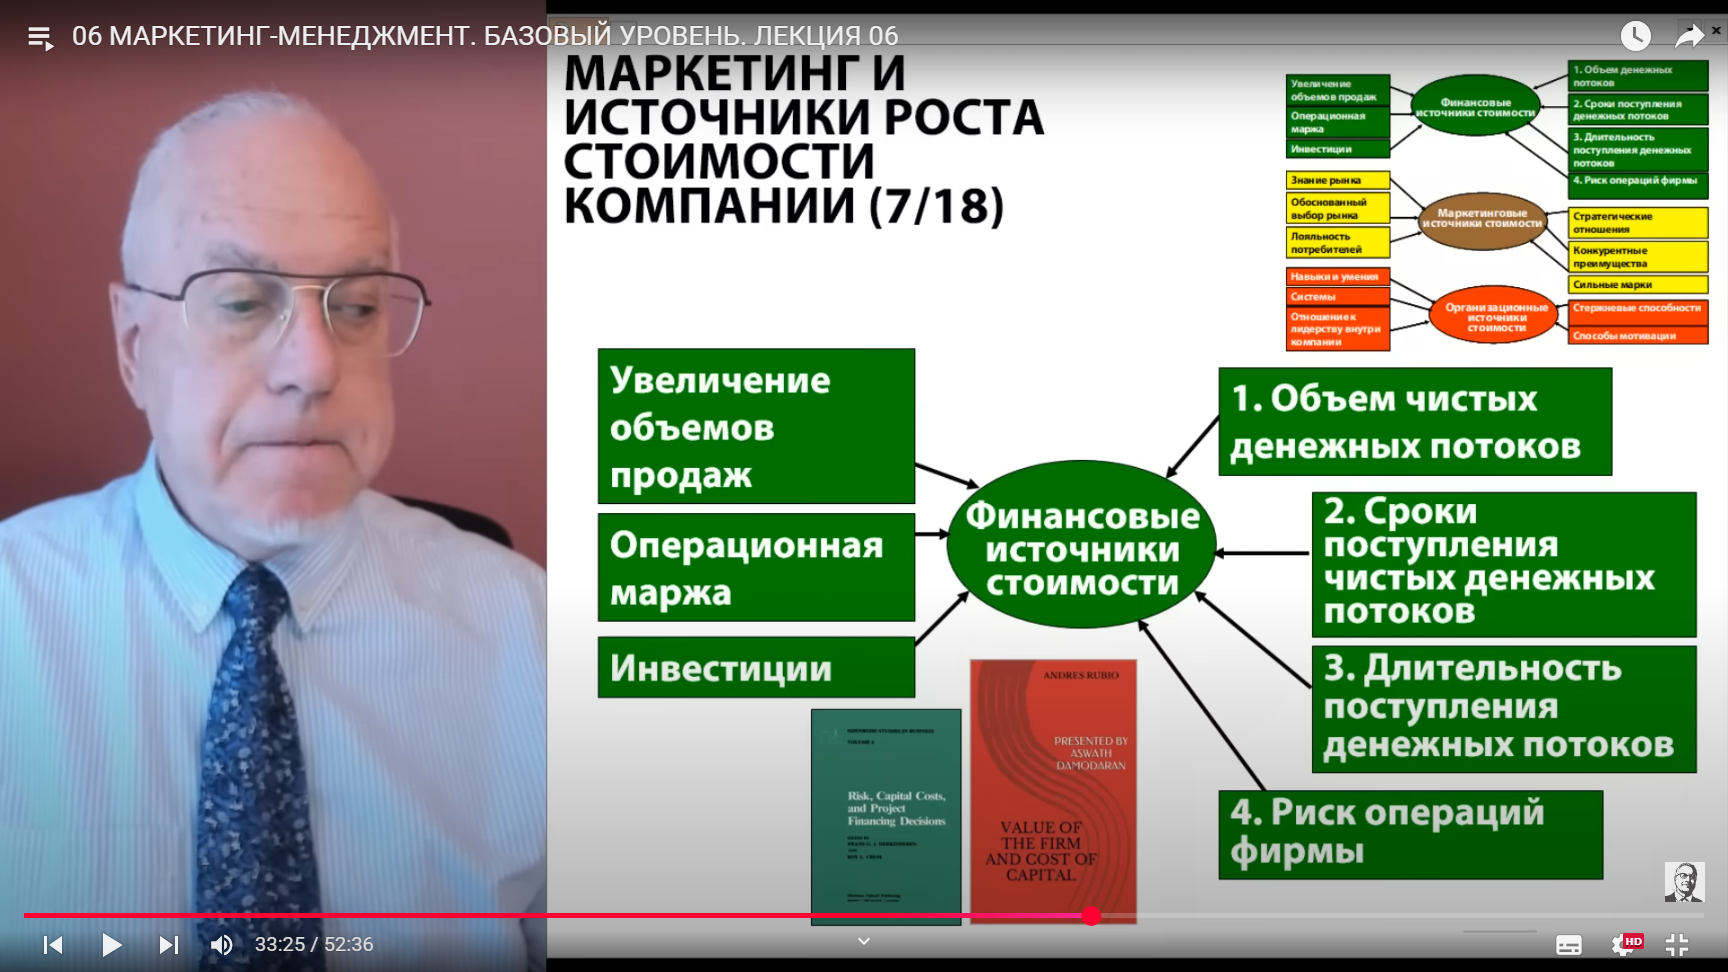 06 МАРКЕТИНГ-МЕНЕДЖМЕНТ. БАЗОВЫЙ УРОВЕНЬ. ЛЕКЦИЯ 06
МАРКЕТИНГ И
ИСТОЧНИКИ РОСТА
СТОИМОСТИ
КОМПАНИИ (7/18)
Увеличение
объемов продаж
Операционная
маржа
Инвестиции
Финансовые
источники стоимости
1. Объем денежных
потоков
2. Сроки поступления
денежных потоков
3. Длительность
поступления денежных
потоков
4. Риск операций фирмы
Знание рынка
Обоснованный
выбор рынка
Лояльность
потребителей
Маркетинговые
источники стоимости
Стратегические
отношения
Конкурентные
преимущества
Сильные марки
Навыки и умения
Системы
Отношение к
лидерству внутри
компании
Организационные
источники
стоимости
Стержневые способности
Способы мотивации
Увеличение
объемов
продаж
Операционная
маржа
Инвестиции
Финансовые
источники
стоимости
1. Объем чистых
денежных потоков
2. Сроки
поступления
чистых денежных
потоков
3. Длительность
поступления
денежных потоков
4. Риск операций
фирмы
Risk, Capital Costs,
and Project
Financing Decisions
ANDRES RUBIO
PRESENTED BY
ASWATH
DAMODARAN
VALUE OF
THE FIRM
AND COST OF
CAPITAL
33:25 / 52:36
HD